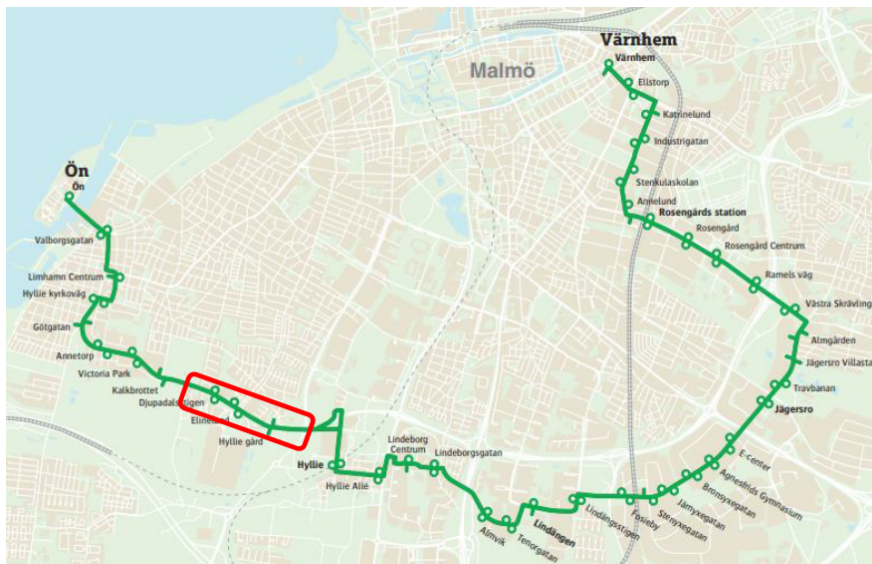 Värnhem
Malmö
Värnhem
Ellstorp
Katrinelund
Industrigatan
Stenkulaskolan
Annelund
Rosengårds station
Rosengård
Rosengård Centrum
Ramels väg
Västra Skrävling
Almgården
Jägersro Villasta
Travbanan
Jägersro
E-center
Agnesfrids Gymnasium
Bronsyxegatan
Järnyxegatan
Stenyxegatan
Fosieby
Lindängsstigen
Lindängen
Tenorgatan
Almvik
Lindeborgsgatan
Lindeborg
Centrum
Hyllie Allé
Hyllie
Hyllie gård
Elinelund
Djupadalsstigen
Kalkbrottet
Victoria Park
Annetorp
Götgatan
Hyllie kyrkoväg
Limhamn Centrum
Valborgsgatan
Ön
Ön